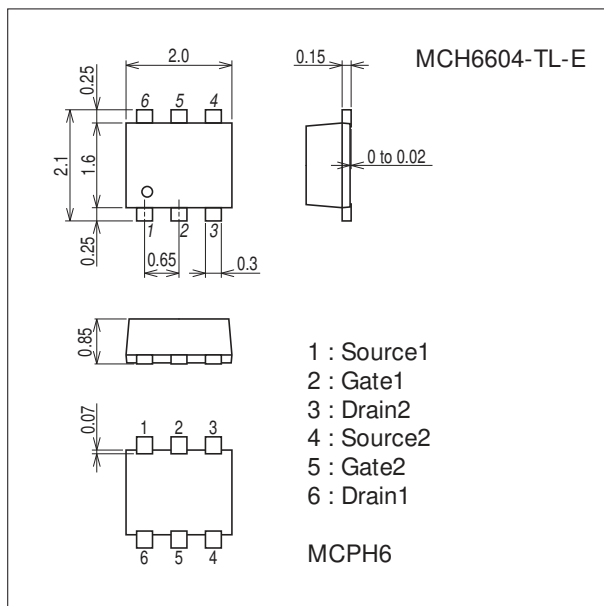 MCH6604-TL-E
2.0
0.15
0.25
6 5 4
2.1
1.6
0 to 0.02
0.25
1 2 3
0.65
0.3
0.85
1 : Source1
2 : Gate1
3 : Drain2
4 : Source2
5 : Gate2
6 : Drain1
0.07
1 2 3
6 5 4
MCPH6